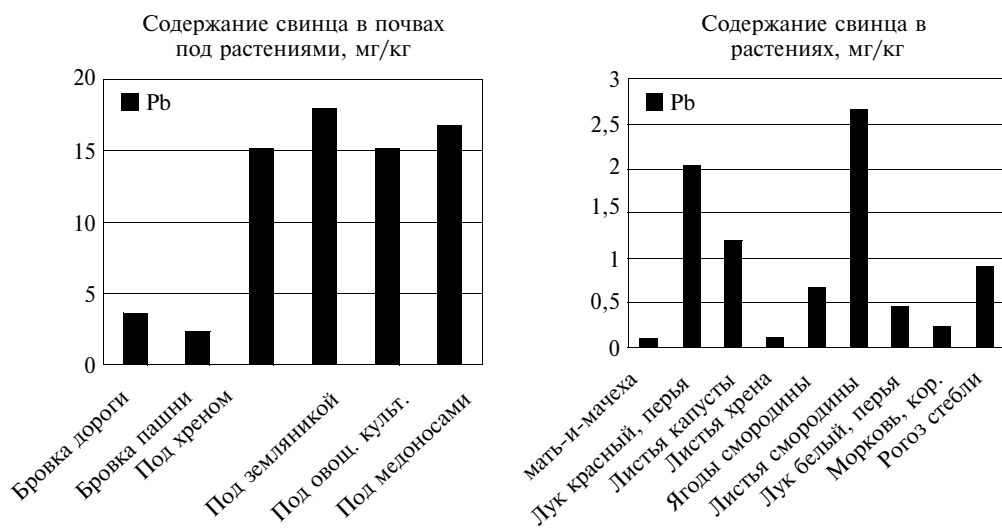 Содержание свинца в почвах
под растениями, мг/кг
20
15
10
5
0
Pb
Бровка дороги
Бровка пашни
Под хреном
Под земляникой
Под овощ. культ.
Под медоносами
Содержание свинца в
растениях, мг/кг
3
2,5
2
1,5
1
0,5
0
Pb
мать-и-мачеха
Лук красный, перья
Листья капусты
Листья хрена
Ягоды смородины
Листья смородины
Лук белый, перья
Морковь, кор.
Рогоз стебли